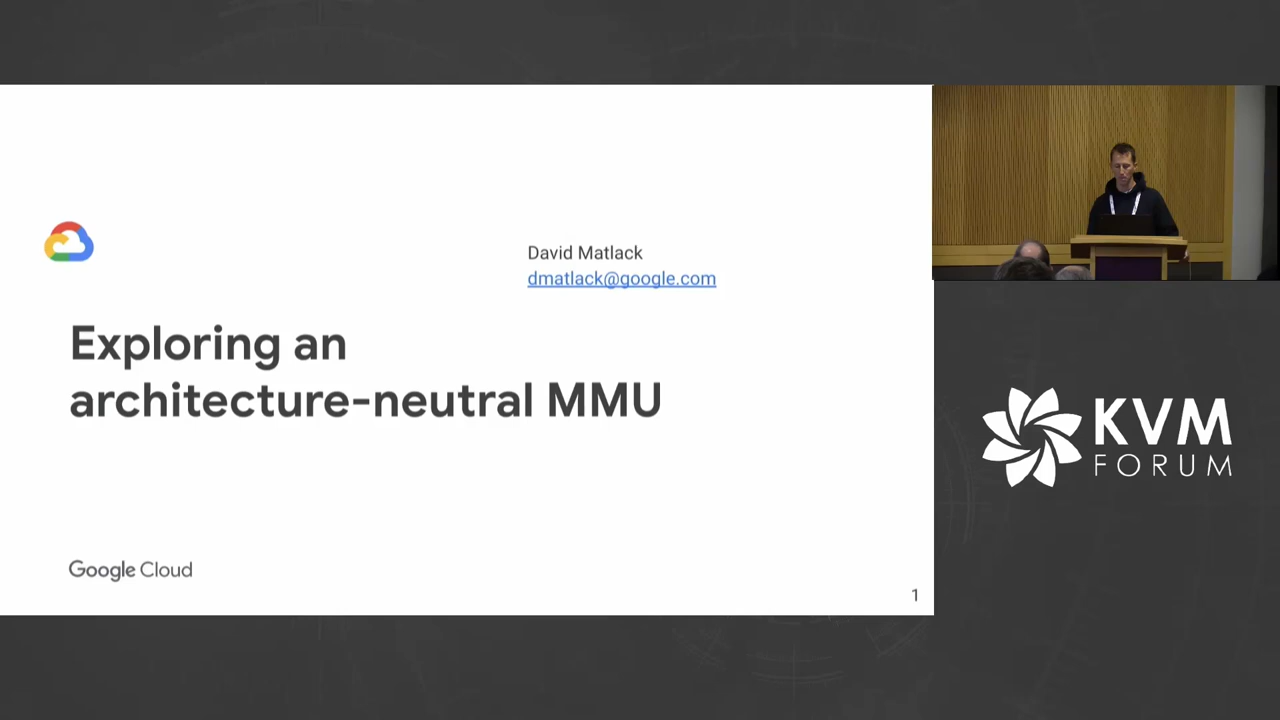 David Matlack
dmatlack@google.com
Exploring an
architecture-neutral MMU
Google Cloud
1
KVM
FORUM